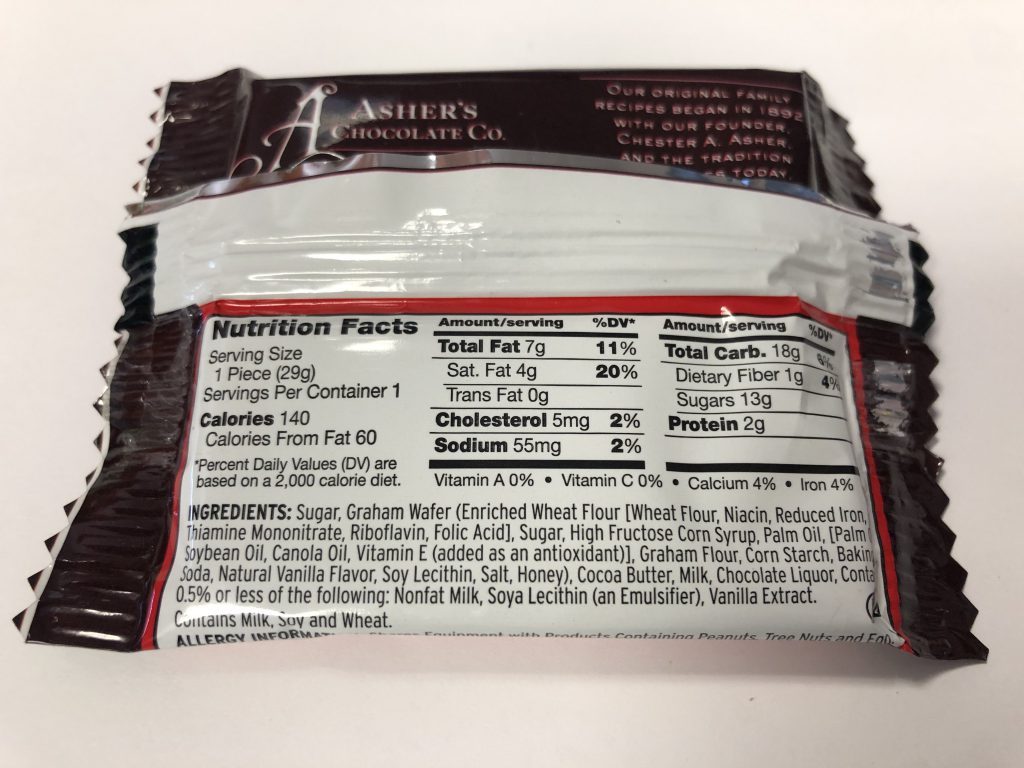 ASHER'S
CHOCOLATE CO.
OUR ORIGINAL FAMILY
RECIPES BEGAN IN 1892
WITH OUR FOUNDER,
CHESTER A. ASHER,
AND THE TRADITION
TODAY.
Nutrition Facts
Serving Size
1 Piece (29g)
Servings Per Container 1
Calories 140
Calories From Fat 60
*Percent Daily Values (DV) are
based on a 2,000 calorie diet.
Amount/serving %DV*
Total Fat 7g 11%
Sat. Fat 4g 20%
Trans Fat 0g
Cholesterol 5mg 2%
Sodium 55mg 2%
Amount/serving %DV*
Total Carb. 18g 6%
Dietary Fiber 1g 4%
Sugars 13g
Protein 2g
Vitamin A 0% • Vitamin C 0% • Calcium 4% • Iron 4%
INGREDIENTS: Sugar, Graham Wafer (Enriched Wheat Flour [Wheat Flour, Niacin, Reduced Iron,
Thiamine Mononitrate, Riboflavin, Folic Acid], Sugar, High Fructose Corn Syrup, Palm Oil, [Palm
Soybean Oil, Canola Oil, Vitamin E (added as an antioxidant)], Graham Flour, Corn Starch, Bakin
Soda, Natural Vanilla Flavor, Soy Lecithin, Salt, Honey), Cocoa Butter, Milk, Chocolate Liquor, Conta
0.5% or less of the following: Nonfat Milk, Soya Lecithin (an Emulsifier), Vanilla Extract.
Contains Milk, Soy and Wheat.
ALLERGY Equipment with Products Containing Peanuts, Tree Nuts and